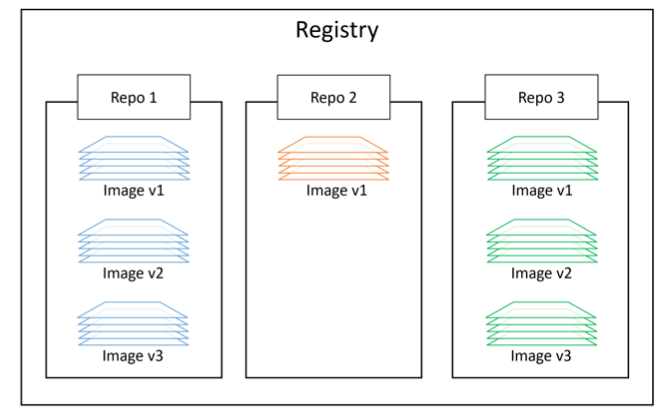 Registry
Repo 1
Repo 2
Repo 3
Image v1
Image v1
Image v1
Image v2
Image v2
Image v3
Image v3